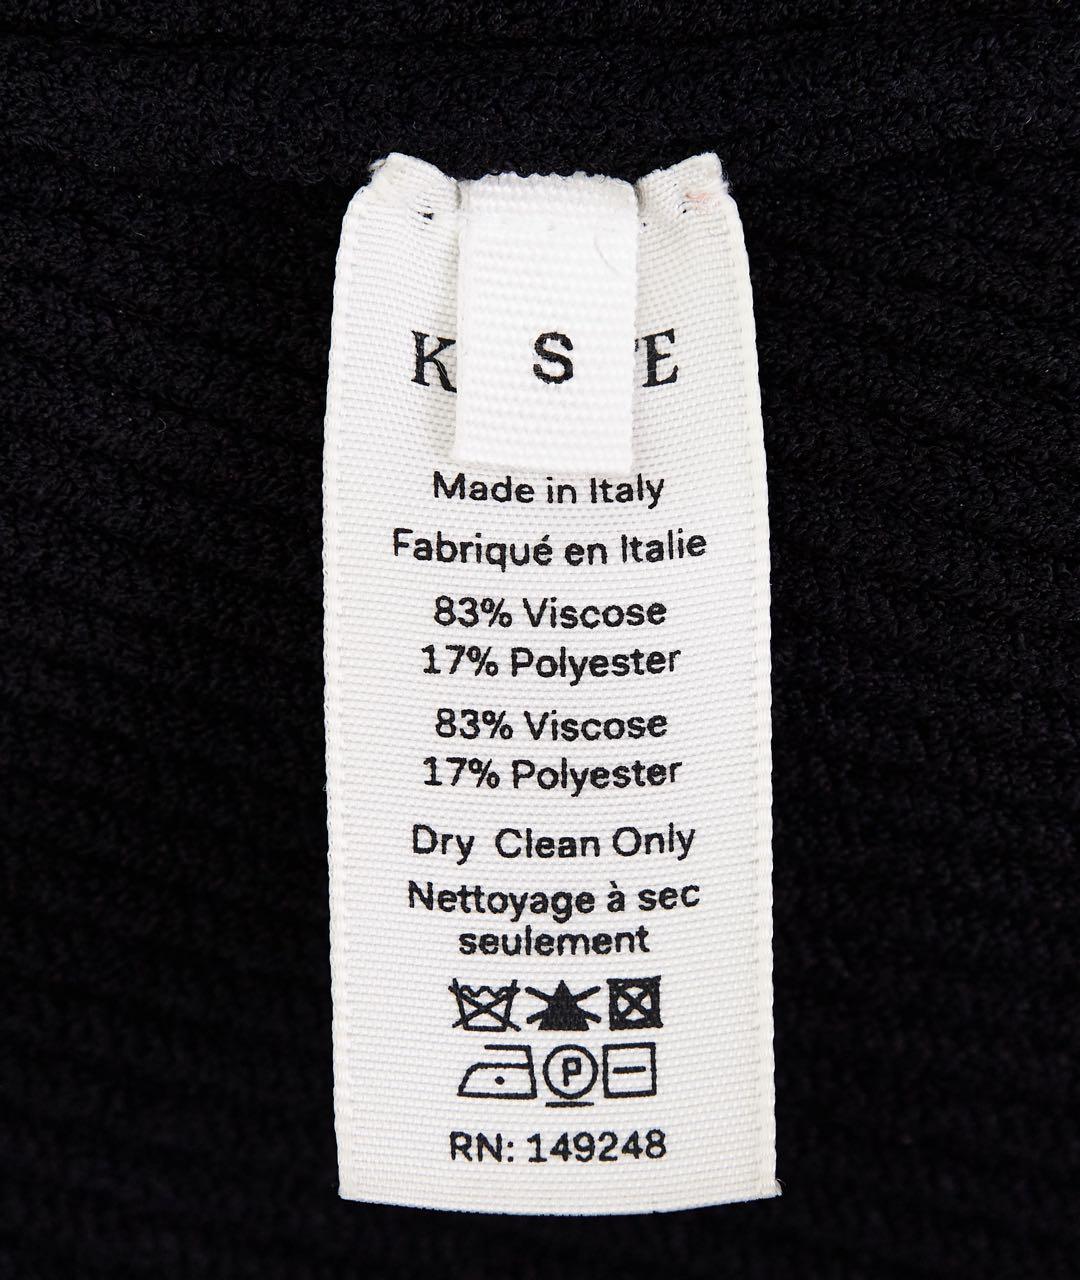 S
Made in Italy
Fabriqué en Italie
83% Viscose
17% Polyester
83% Viscose
17% Polyester
Dry Clean Only
Nettoyage à sec
seulement
P
RN: 149248